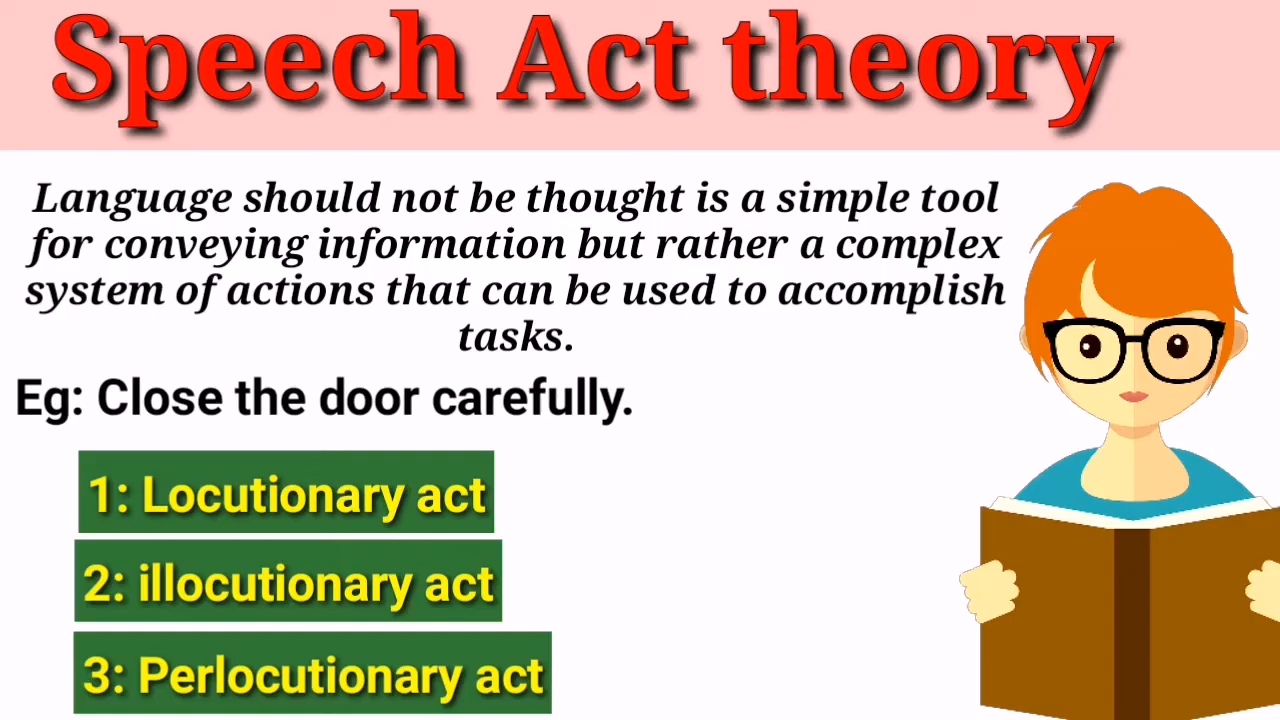 Speech Act theory
Language should not be thought is a simple tool
for conveying information but rather a complex
system of actions that can be used to accomplish
tasks.
Eg: Close the door carefully.
1: Locutionary act
2: illocutionary act
3: Perlocutionary act